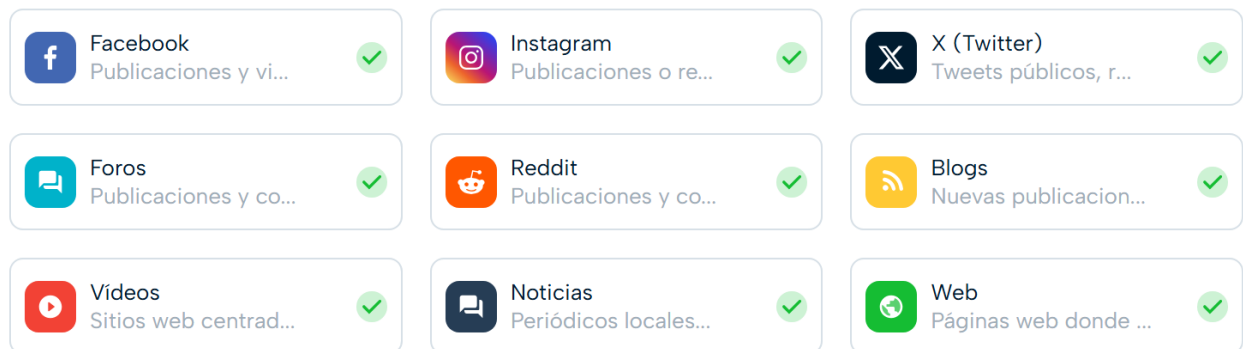 Facebook
Publicaciones y vi...
Instagram
Publicaciones o re...
X (Twitter)
Tweets públicos, r...
Foros
Publicaciones y co...
Reddit
Publicaciones y co...
Blogs
Nuevas publicacion...
Vídeos
Sitios web centrad...
Noticias
Periódicos locales...
Web
Páginas web donde ...